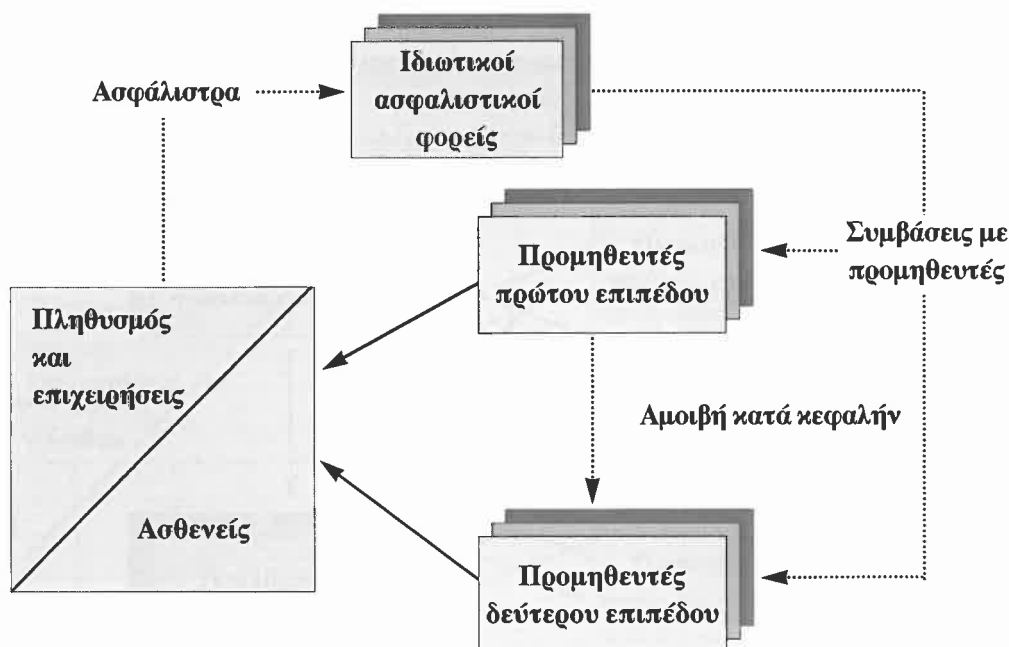 Ιδιωτικοί
ασφαλιστικοί
φορείς
Ασφάλιστρα
Προμηθευτές
πρώτου επιπέδου
Συμβάσεις με
προμηθευτές
Πληθυσμός
και
επιχειρήσεις
Αμοιβή κατά κεφαλήν
Ασθενείς
Προμηθευτές
δεύτερου επιπέδου